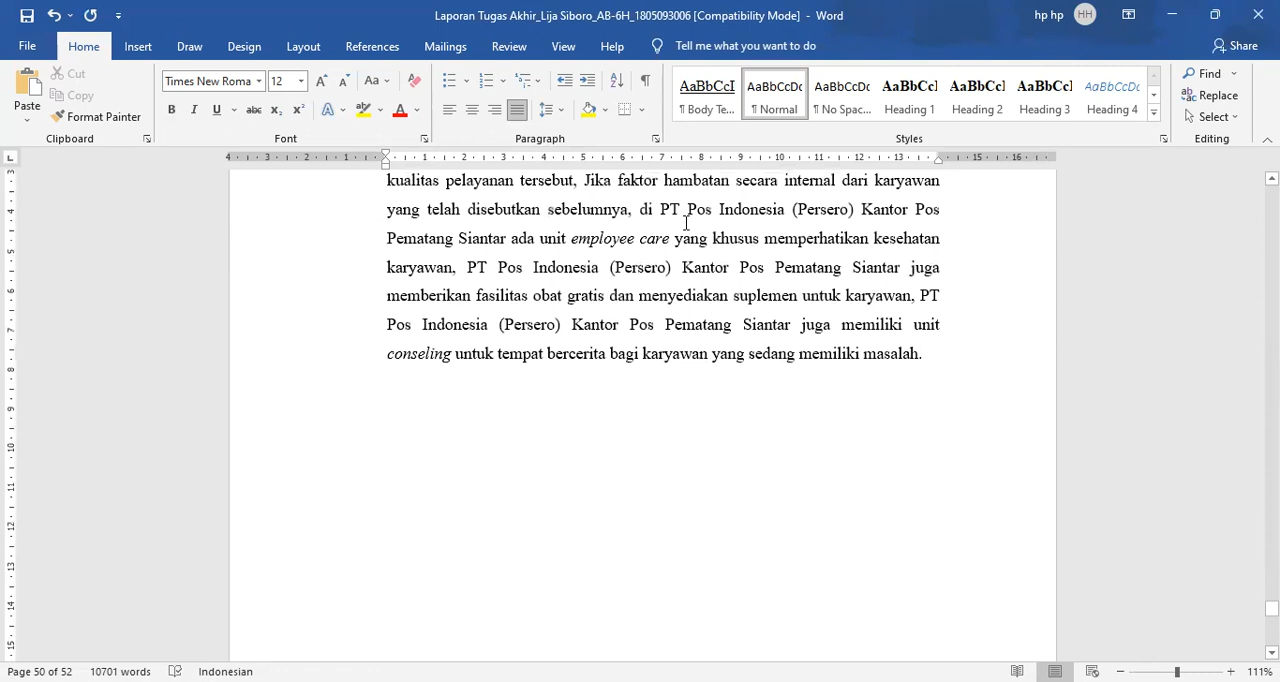 Laporan Tugas Akhir_Lija Siboro_AB-6H_1805093006 [Compatibility Mode] - Word
hp hp HH
File Home Insert Draw Design Layout References Mailings Review View Help Tell me what you want to do Share
Paste
Cut
Copy
Format Painter
Clipboard
Times New Roma 12
Font
Paragraph
AaBbCcI AaBbCcDc AaBbCcDc AaBbCı AaBbCcI AaBbCcI AaBbCcDc
¶ Body Te... ¶ Normal ¶ No Spac... Heading 1 Heading 2 Heading 3 Heading 4
Styles
Find
Replace
Select
Editing
kualitas pelayanan tersebut, Jika faktor hambatan secara internal dari karyawan
yang telah disebutkan sebelumnya, di PT Pos Indonesia (Persero) Kantor Pos
Pematang Siantar ada unit employee care yang khusus memperhatikan kesehatan
karyawan, PT Pos Indonesia (Persero) Kantor Pos Pematang Siantar juga
memberikan fasilitas obat gratis dan menyediakan suplemen untuk karyawan, PT
Pos Indonesia (Persero) Kantor Pos Pematang Siantar juga memiliki unit
conseling untuk tempat bercerita bagi karyawan yang sedang memiliki masalah.
Page 50 of 52 10701 words Indonesian 111%